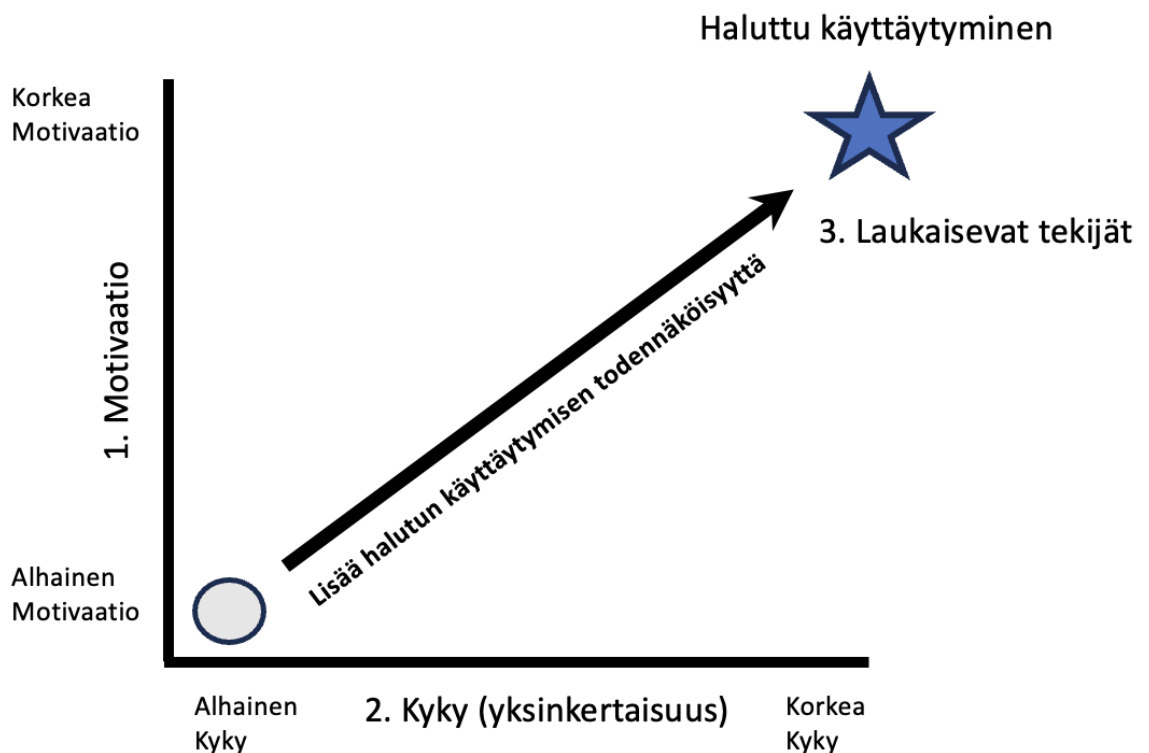 Haluttu käyttäytyminen
Korkea
Motivaatio
3. Laukaisevat tekijät
1. Motivaatio
Lisää halutun käyttäytymisen todennäköisyyttä
Alhainen
Motivaatio
Alhainen
Kyky
2. Kyky (yksinkertaisuus)
Korkea
Kyky